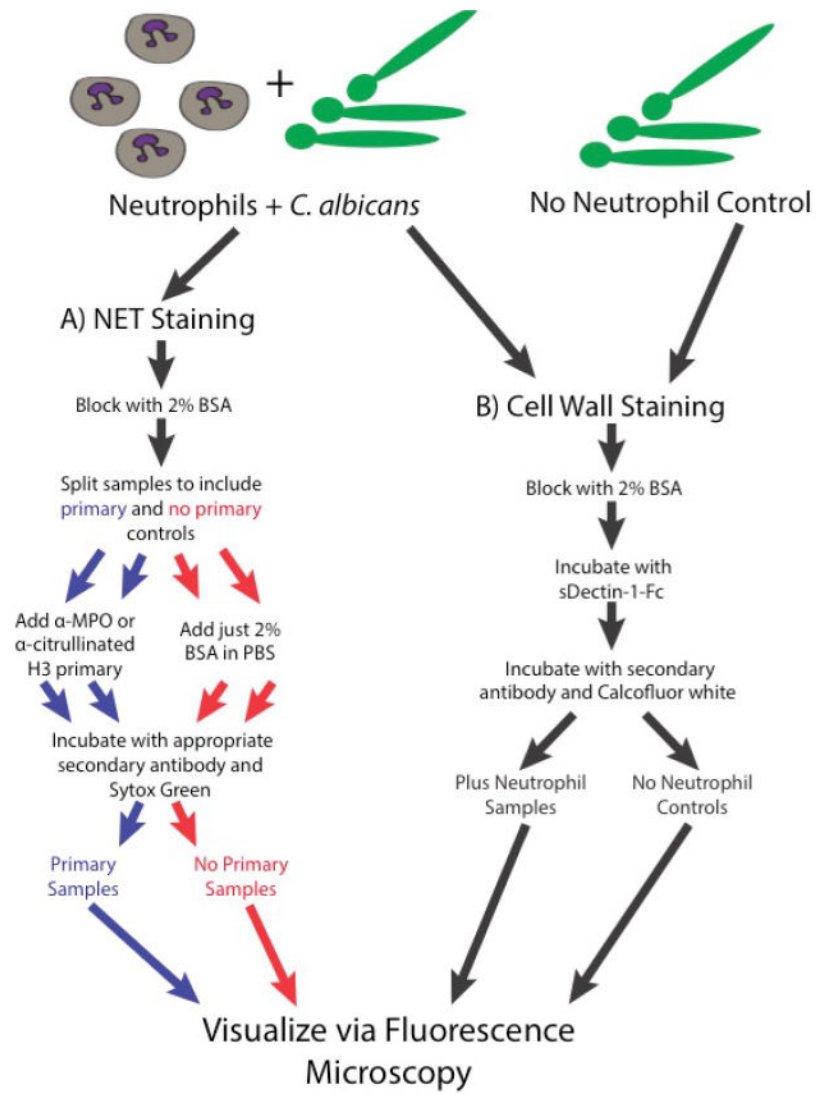 +
Neutrophils + C. albicans
No Neutrophil Control
A) NET Staining
Block with 2% BSA
Split samples to include
primary and no primary
controls
Add α-MPO or
α-citrullinated
H3 primary
Add just 2%
BSA in PBS
Incubate with appropriate
secondary antibody and
Sytox Green
Primary
Samples
No Primary
Samples
B) Cell Wall Staining
Block with 2% BSA
Incubate with
sDectin-1-Fc
Incubate with secondary
antibody and Calcofluor white
Plus Neutrophil
Samples
No Neutrophil
Controls
Visualize via Fluorescence
Microscopy